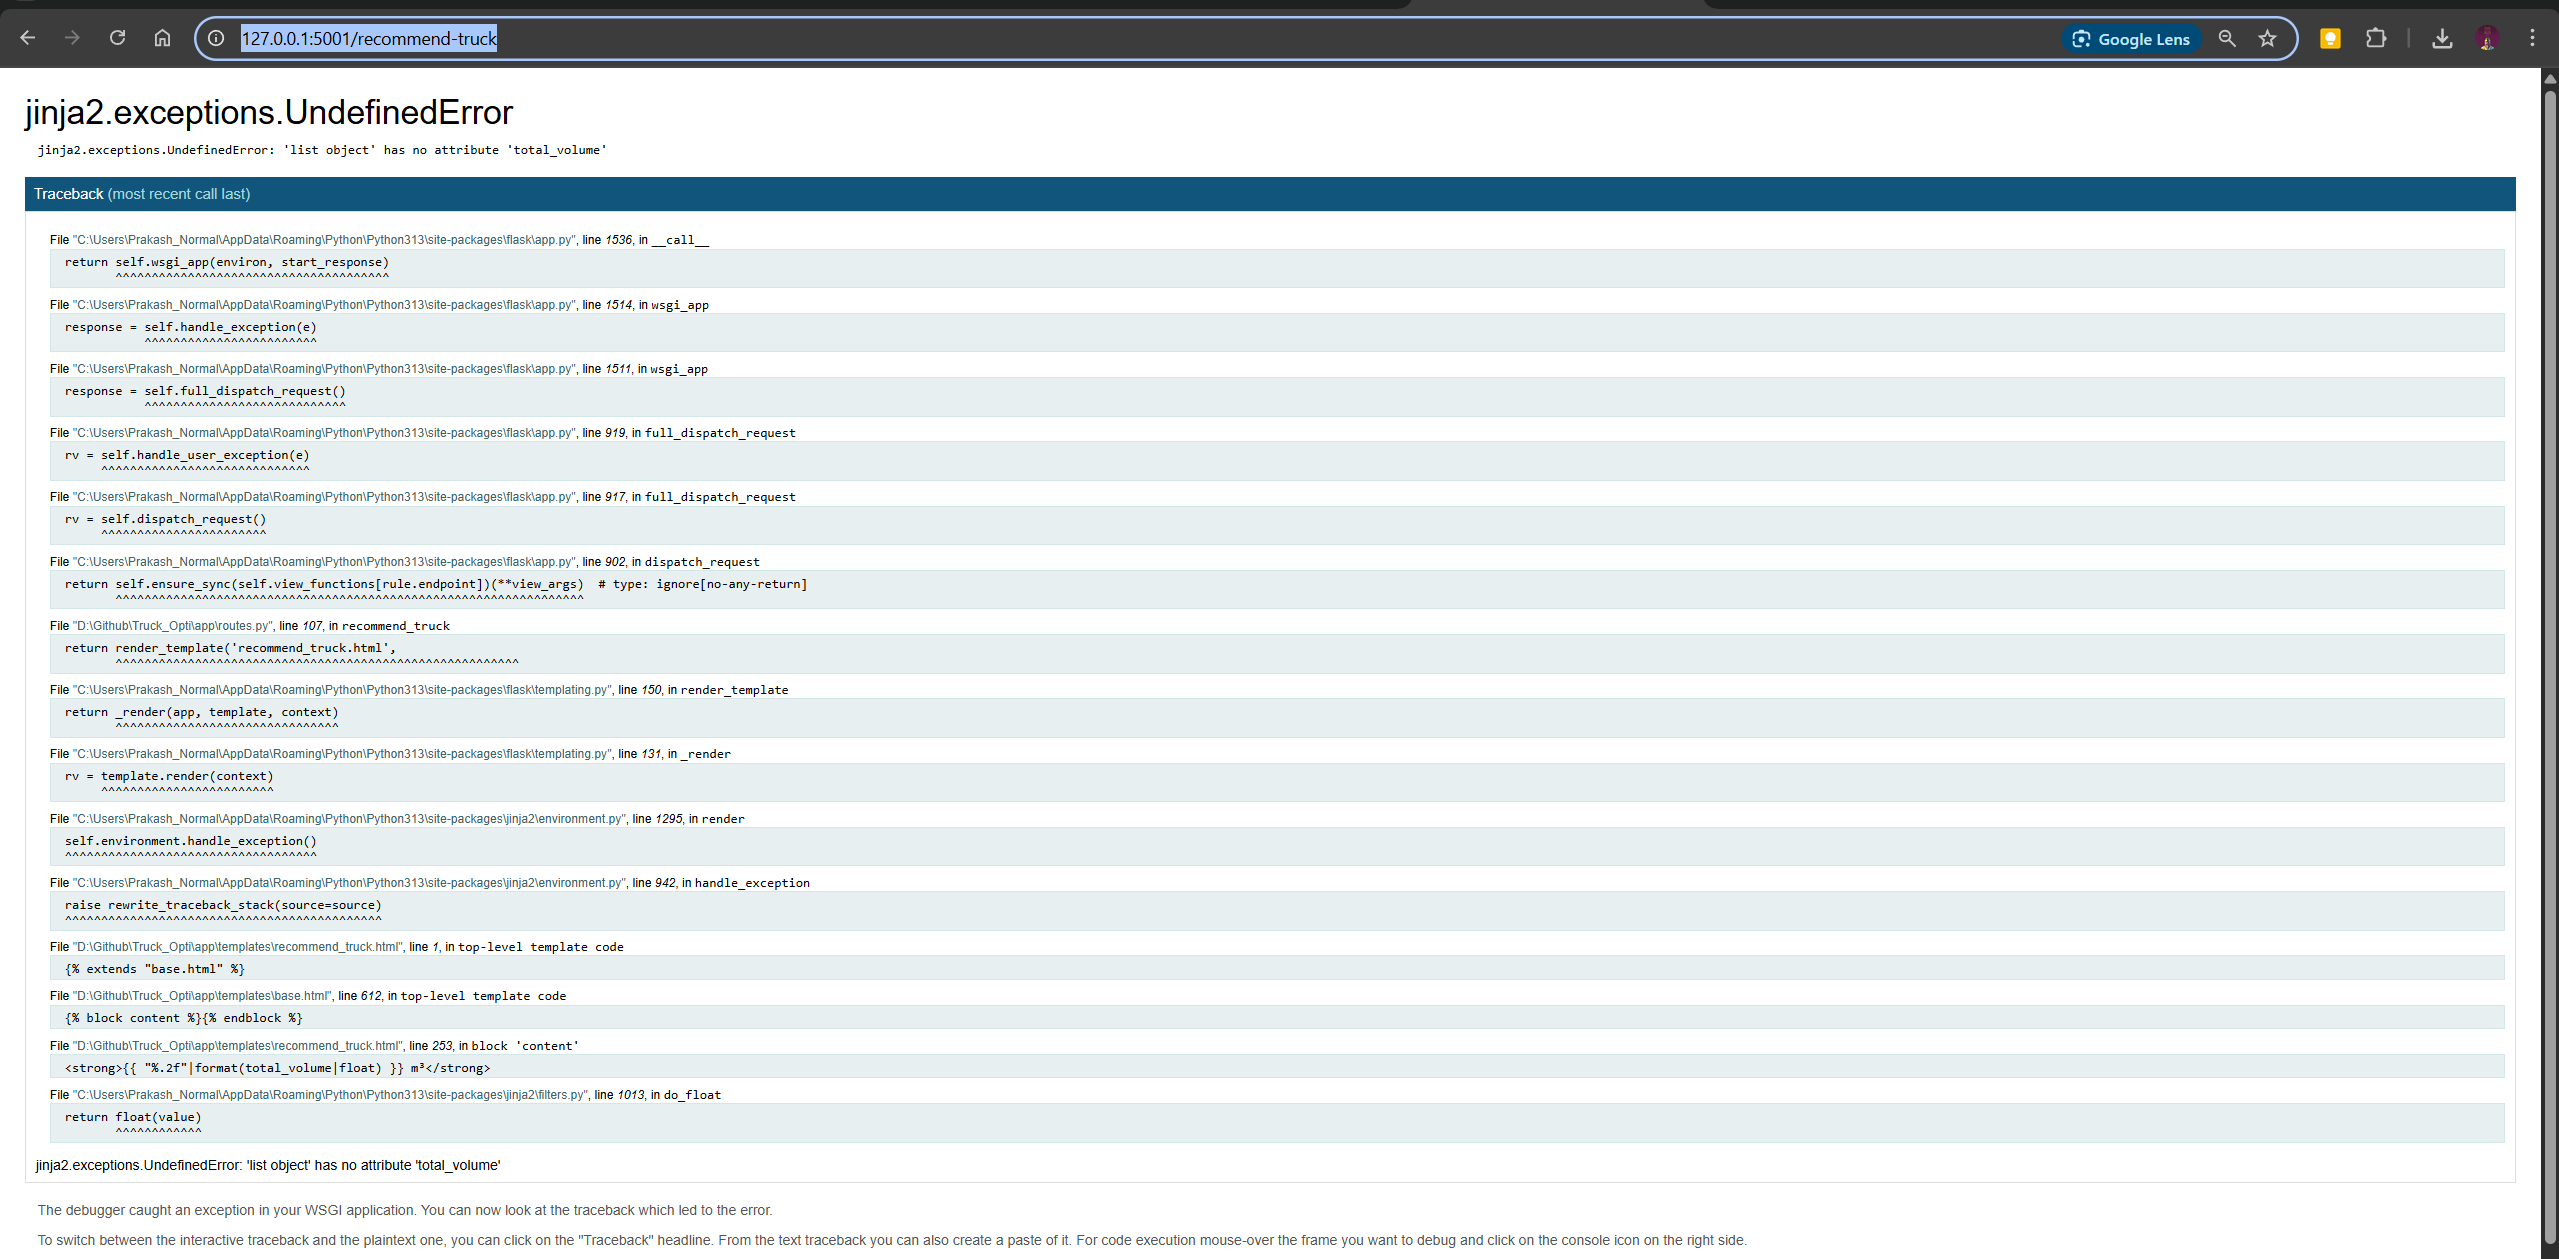 127.0.0.1:5001/recommend-truck
Google Lens
jinja2.exceptions.UndefinedError
jinja2.exceptions.UndefinedError: 'list object' has no attribute 'total_volume'
Traceback (most recent call last)
File "C:\Users\Prakash_Normal\AppData\Roaming\Python\Python313\site-packages\flask\app.py", line 1536, in __call__
return self.wsgi_app(environ, start_response)
^^^^^^^^^^^^^^^^^^^^^^^^^^^^^^^^^^^^^^
File "C:\Users\Prakash_Normal\AppData\Roaming\Python\Python313\site-packages\flask\app.py", line 1514, in wsgi_app
response = self.handle_exception(e)
^^^^^^^^^^^^^^^^^^^^^^^^
File "C:\Users\Prakash_Normal\AppData\Roaming\Python\Python313\site-packages\flask\app.py", line 1511, in wsgi_app
response = self.full_dispatch_request()
^^^^^^^^^^^^^^^^^^^^^^^^^^^^
File "C:\Users\Prakash_Normal\AppData\Roaming\Python\Python313\site-packages\flask\app.py", line 919, in full_dispatch_request
rv = self.handle_user_exception(e)
^^^^^^^^^^^^^^^^^^^^^^^^^^^^^
File "C:\Users\Prakash_Normal\AppData\Roaming\Python\Python313\site-packages\flask\app.py", line 917, in full_dispatch_request
rv = self.dispatch_request()
^^^^^^^^^^^^^^^^^^^^^^^
File "C:\Users\Prakash_Normal\AppData\Roaming\Python\Python313\site-packages\flask\app.py", line 902, in dispatch_request
return self.ensure_sync(self.view_functions[rule.endpoint])(**view_args)  # type: ignore[no-any-return]
^^^^^^^^^^^^^^^^^^^^^^^^^^^^^^^^^^^^^^^^^^^^^^^^^^^^^^^^^^^^^^^^^
File "D:\Github\Truck_Opti\app\routes.py", line 107, in recommend_truck
return render_template('recommend_truck.html',
^^^^^^^^^^^^^^^^^^^^^^^^^^^^^^^^^^^^^^^^^^^^^^^^^^^^^^^^
File "C:\Users\Prakash_Normal\AppData\Roaming\Python\Python313\site-packages\flask\templating.py", line 150, in render_template
return _render(app, template, context)
^^^^^^^^^^^^^^^^^^^^^^^^^^^^^^^
File "C:\Users\Prakash_Normal\AppData\Roaming\Python\Python313\site-packages\flask\templating.py", line 131, in _render
rv = template.render(context)
^^^^^^^^^^^^^^^^^^^^^^^^
File "C:\Users\Prakash_Normal\AppData\Roaming\Python\Python313\site-packages\jinja2\environment.py", line 1295, in render
self.environment.handle_exception()
^^^^^^^^^^^^^^^^^^^^^^^^^^^^^^^^^^^
File "C:\Users\Prakash_Normal\AppData\Roaming\Python\Python313\site-packages\jinja2\environment.py", line 942, in handle_exception
raise rewrite_traceback_stack(source=source)
^^^^^^^^^^^^^^^^^^^^^^^^^^^^^^^^^^^^^^^^^^^^
File "D:\Github\Truck_Opti\app\templates\recommend_truck.html", line 1, in top-level template code
{% extends "base.html" %}
File "D:\Github\Truck_Opti\app\templates\base.html", line 612, in top-level template code
{% block content %}{% endblock %}
File "D:\Github\Truck_Opti\app\templates\recommend_truck.html", line 253, in block 'content'
<strong>{{ "%.2f"|format(total_volume|float) }} m³</strong>
File "C:\Users\Prakash_Normal\AppData\Roaming\Python\Python313\site-packages\jinja2\filters.py", line 1013, in do_float
return float(value)
^^^^^^^^^^^^
jinja2.exceptions.UndefinedError: 'list object' has no attribute 'total_volume'
The debugger caught an exception in your WSGI application. You can now look at the traceback which led to the error.
To switch between the interactive traceback and the plaintext one, you can click on the "Traceback" headline. From the text traceback you can also create a paste of it. For code execution mouse-over the frame you want to debug and click on the console icon on the right side.